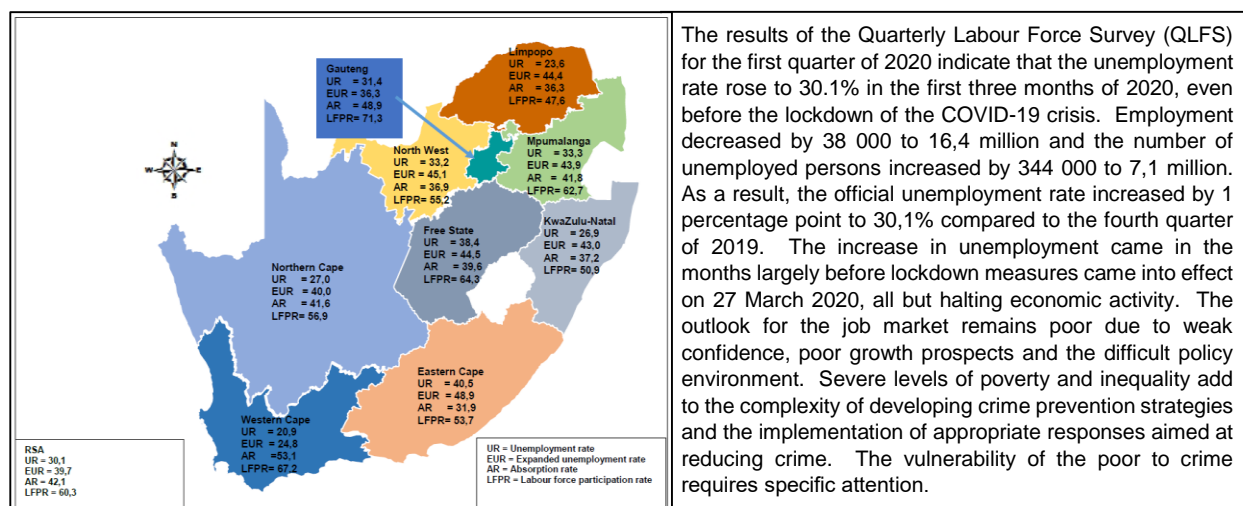 Limpopo
UR = 23,6
EUR = 44,4
AR = 36,3
LFPR= 47,6
Gauteng
UR = 31,4
EUR = 36,3
AR = 48,9
LFPR= 71,3
North West
UR = 33,2
EUR = 45,1
AR = 36,9
LFPR= 55,2
Mpumalanga
UR = 33,3
EUR = 43,9
AR = 41,8
LFPR= 62,7
N
W
E
S
Free State
UR = 38,4
EUR = 44,5
AR = 39,6
LFPR= 64,3
KwaZulu-Natal
UR = 26,9
EUR = 43,0
AR = 37,2
LFPR= 50,9
Northern Cape
UR = 27,0
EUR = 40,0
AR = 41,6
LFPR= 56,9
Eastern Cape
UR = 40,5
EUR = 48,9
AR = 31,9
LFPR= 53,7
Western Cape
UR = 20,9
EUR = 24,8
AR =53,1
LFPR= 67,2
RSA
UR = 30,1
EUR = 39,7
AR = 42,1
LFPR = 60,3
UR = Unemployment rate
EUR = Expanded unemployment rate
AR = Absorption rate
LFPR = Labour force participation rate
The results of the Quarterly Labour Force Survey (QLFS)
for the first quarter of 2020 indicate that the unemployment
rate rose to 30.1% in the first three months of 2020, even
before the lockdown of the COVID-19 crisis. Employment
decreased by 38 000 to 16,4 million and the number of
unemployed persons increased by 344 000 to 7,1 million.
As a result, the official unemployment rate increased by 1
percentage point to 30,1% compared to the fourth quarter
of 2019. The increase in unemployment came in the
months largely before lockdown measures came into effect
on 27 March 2020, all but halting economic activity. The
outlook for the job market remains poor due to weak
confidence, poor growth prospects and the difficult policy
environment. Severe levels of poverty and inequality add
to the complexity of developing crime prevention strategies
and the implementation of appropriate responses aimed at
reducing crime. The vulnerability of the poor to crime
requires specific attention.